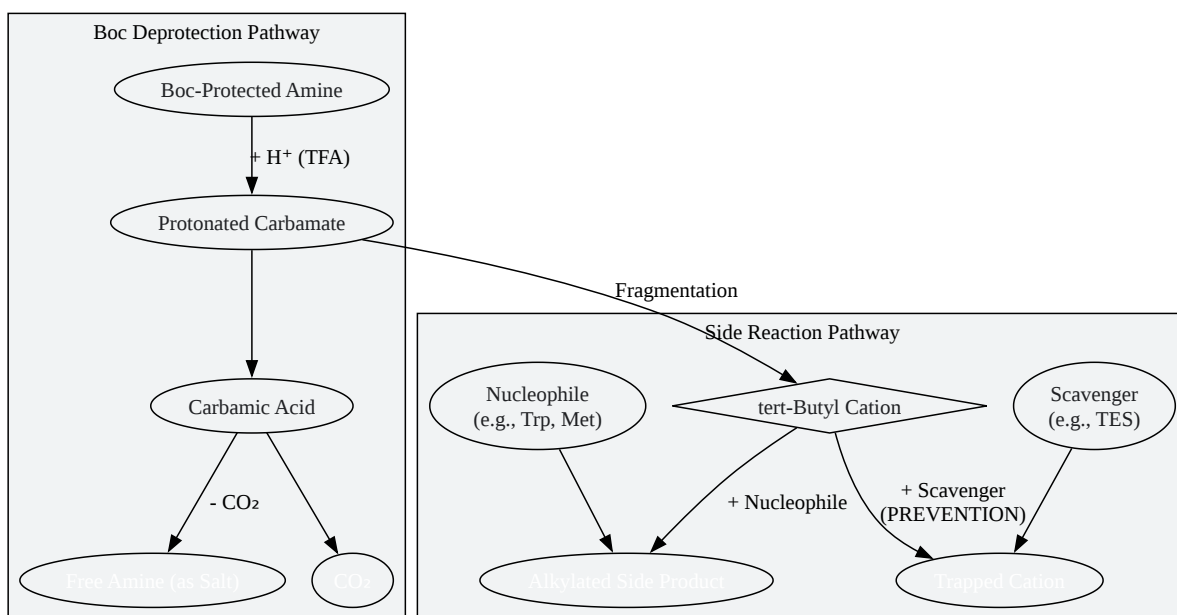 Boc Deprotection Pathway
Boc-Protected Amine
+ H⁺ (TFA)
Protonated Carbamate
Fragmentation
Side Reaction Pathway
Carbamic Acid
Nucleophile
(e.g., Trp, Met)
tert-Butyl Cation
Scavenger
(e.g., TES)
- CO₂
+ Nucleophile
+ Scavenger
(PREVENTION)
Free Amine (as Salt)
CO₂
Alkylated Side Product
Trapped Cation